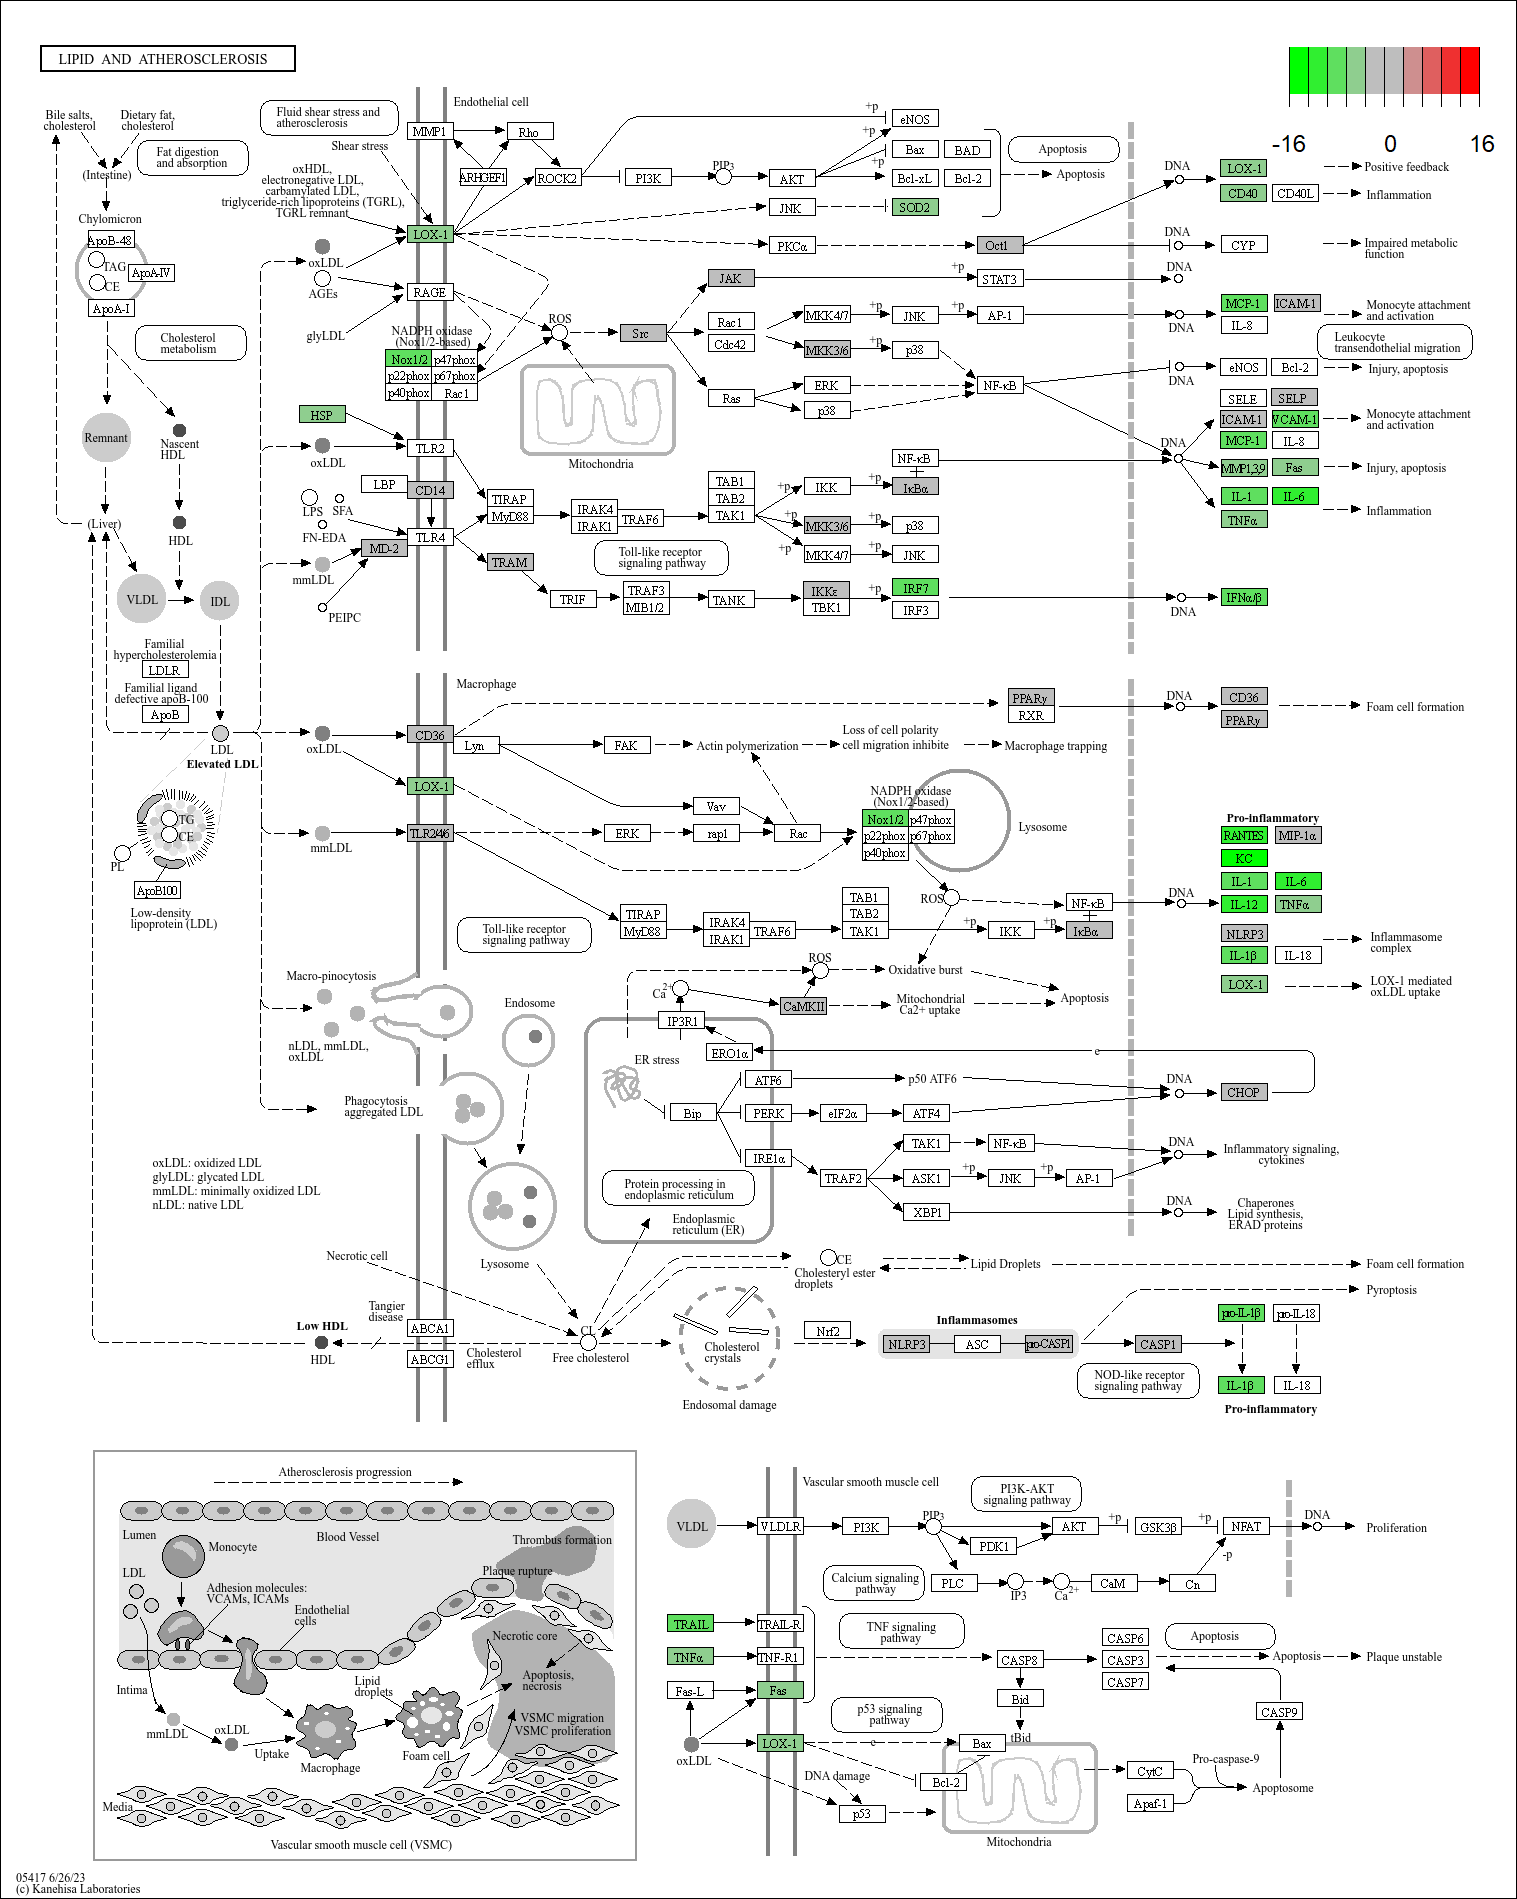 LIPID AND ATHEROSCLEROSIS
-16
0
16
Bile salts,
cholesterol
Dietary fat,
cholesterol
Fat digestion
and absorption
(Intestine)
Chylomicron
ApoB-48
TAG
CE
ApoA-IV
ApoA-I
Cholesterol
metabolism
Remnant
Nascent
HDL
(Liver)
HDL
VLDL
IDL
Familial
hypercholesterolemia
LDLR
Familial ligand
defective apoB-100
ApoB
LDL
Elevated LDL
TG
CE
PL
ApoB100
Low-density
lipoprotein (LDL)
oxLDL: oxidized LDL
glyLDL: glycated LDL
mmLDL: minimally oxidized LDL
nLDL: native LDL
Fluid shear stress and
atherosclerosis
Shear stress
oxHDL,
electronegative LDL,
carbamylated LDL,
triglyceride-rich lipoproteins (TGRL),
TGRL remnant
oxLDL
AGEs
glyLDL
Endothelial cell
MMP1
Rho
ARHGEF1
ROCK2
PI3K
PIP3
AKT
+p
+p
+p
eNOS
Bax
BAD
Bcl-xL
Bcl-2
Apoptosis
Apoptosis
LOX-1
JNK
SOD2
PKCα
Oct1
DNA
LOX-1
Positive feedback
CD40
CD40L
Inflammation
DNA
CYP
Impaired metabolic
function
RAGE
JAK
+p
STAT3
DNA
NADPH oxidase
(Nox1/2-based)
Nox1/2
p47phox
p22phox
p67phox
p40phox
Rac1
ROS
Src
Rac1
Cdc42
MKK4/7
+p
JNK
+p
AP-1
DNA
MCP-1
ICAM-1
IL-8
Monocyte attachment
and activation
Leukocyte
transendothelial migration
MKK3/6
+p
p38
Ras
ERK
p38
NF-κB
DNA
eNOS
Bcl-2
Injury, apoptosis
Mitochondria
SELE
SELP
ICAM-1
VCAM-1
MCP-1
IL-8
Monocyte attachment
and activation
DNA
MMP1,3,9
Fas
Injury, apoptosis
IL-1
IL-6
TNFα
Inflammation
HSP
oxLDL
TLR2
LBP
CD14
LPS
SFA
FN-EDA
TLR4
MD-2
mmLDL
PEIPC
TIRAP
MyD88
IRAK4
IRAK1
TRAF6
TAB1
TAB2
TAK1
+p
IKK
+p
NF-κB
IκBα
+p
MKK3/6
+p
p38
+p
MKK4/7
+p
JNK
Toll-like receptor
signaling pathway
TRAM
TRIF
TRAF3
MIB1/2
TANK
IKKε
TBK1
+p
IRF7
IRF3
DNA
IFNα/β
Macrophage
oxLDL
CD36
Lyn
FAK
Actin polymerization
Loss of cell polarity
cell migration inhibite
Macrophage trapping
PPARγ
RXR
DNA
CD36
PPARγ
Foam cell formation
LOX-1
Vav
mmLDL
TLR2/4/6
ERK
rap1
Rac
NADPH oxidase
(Nox1/2-based)
Nox1/2
p47phox
p22phox
p67phox
p40phox
Lysosome
ROS
TIRAP
MyD88
IRAK4
IRAK1
TRAF6
TAB1
TAB2
TAK1
+p
IKK
+p
NF-κB
IκBα
DNA
Toll-like receptor
signaling pathway
Pro-inflammatory
RANTES
MIP-1α
KC
IL-1
IL-6
IL-12
TNFα
NLRP3
IL-1β
IL-18
Inflammasome
complex
LOX-1
LOX-1 mediated
oxLDL uptake
Macro-pinocytosis
nLDL, mmLDL,
oxLDL
Endosome
Phagocytosis
aggregated LDL
Lysosome
ROS
Oxidative burst
Ca2+
CaMKII
Mitochondrial
Ca2+ uptake
Apoptosis
IP3R1
ER stress
ERO1α
e
Bip
ATF6
p50 ATF6
DNA
CHOP
PERK
eIF2α
ATF4
IRE1α
TRAF2
TAK1
NF-κB
DNA
Inflammatory signaling,
cytokines
ASK1
+p
JNK
+p
AP-1
XBP1
DNA
Chaperones
Lipid synthesis,
ERAD proteins
Protein processing in
endoplasmic reticulum
Endoplasmic
reticulum (ER)
Necrotic cell
Tangier
disease
Low HDL
HDL
ABCA1
ABCG1
Cholesterol
efflux
CL
Free cholesterol
CE
Cholesteryl ester
droplets
Lipid Droplets
Foam cell formation
Cholesterol
crystals
Endosomal damage
Nrf2
Inflammasomes
NLRP3
ASC
pro-CASP1
CASP1
Pyroptosis
NOD-like receptor
signaling pathway
pro-IL-1β
pro-IL-18
IL-1β
IL-18
Pro-inflammatory
Atherosclerosis progression
Lumen
Blood Vessel
Monocyte
LDL
Adhesion molecules:
VCAMs, ICAMs
Endothelial
cells
Thrombus formation
Plaque rupture
Necrotic core
Apoptosis,
necrosis
Intima
mmLDL
oxLDL
Uptake
Lipid
droplets
Macrophage
Foam cell
VSMC migration
VSMC proliferation
Media
Vascular smooth muscle cell (VSMC)
Vascular smooth muscle cell
PI3K-AKT
signaling pathway
VLDL
VLDLR
PI3K
PIP3
PDK1
AKT
+p
GSK3β
+p
NFAT
DNA
Proliferation
-p
Calcium signaling
pathway
PLC
IP3
Ca2+
CaM
Cn
TRAIL
TRAIL-R
TNFα
TNF-R1
Fas-L
Fas
TNF signaling
pathway
CASP8
CASP6
CASP3
CASP7
Apoptosis
Apoptosis
Plaque unstable
Bid
tBid
p53 signaling
pathway
oxLDL
LOX-1
e
Bax
Bcl-2
DNA damage
p53
Mitochondria
CASP9
Pro-caspase-9
CytC
Apaf-1
Apoptosome
05417 6/26/23
(c) Kanehisa Laboratories